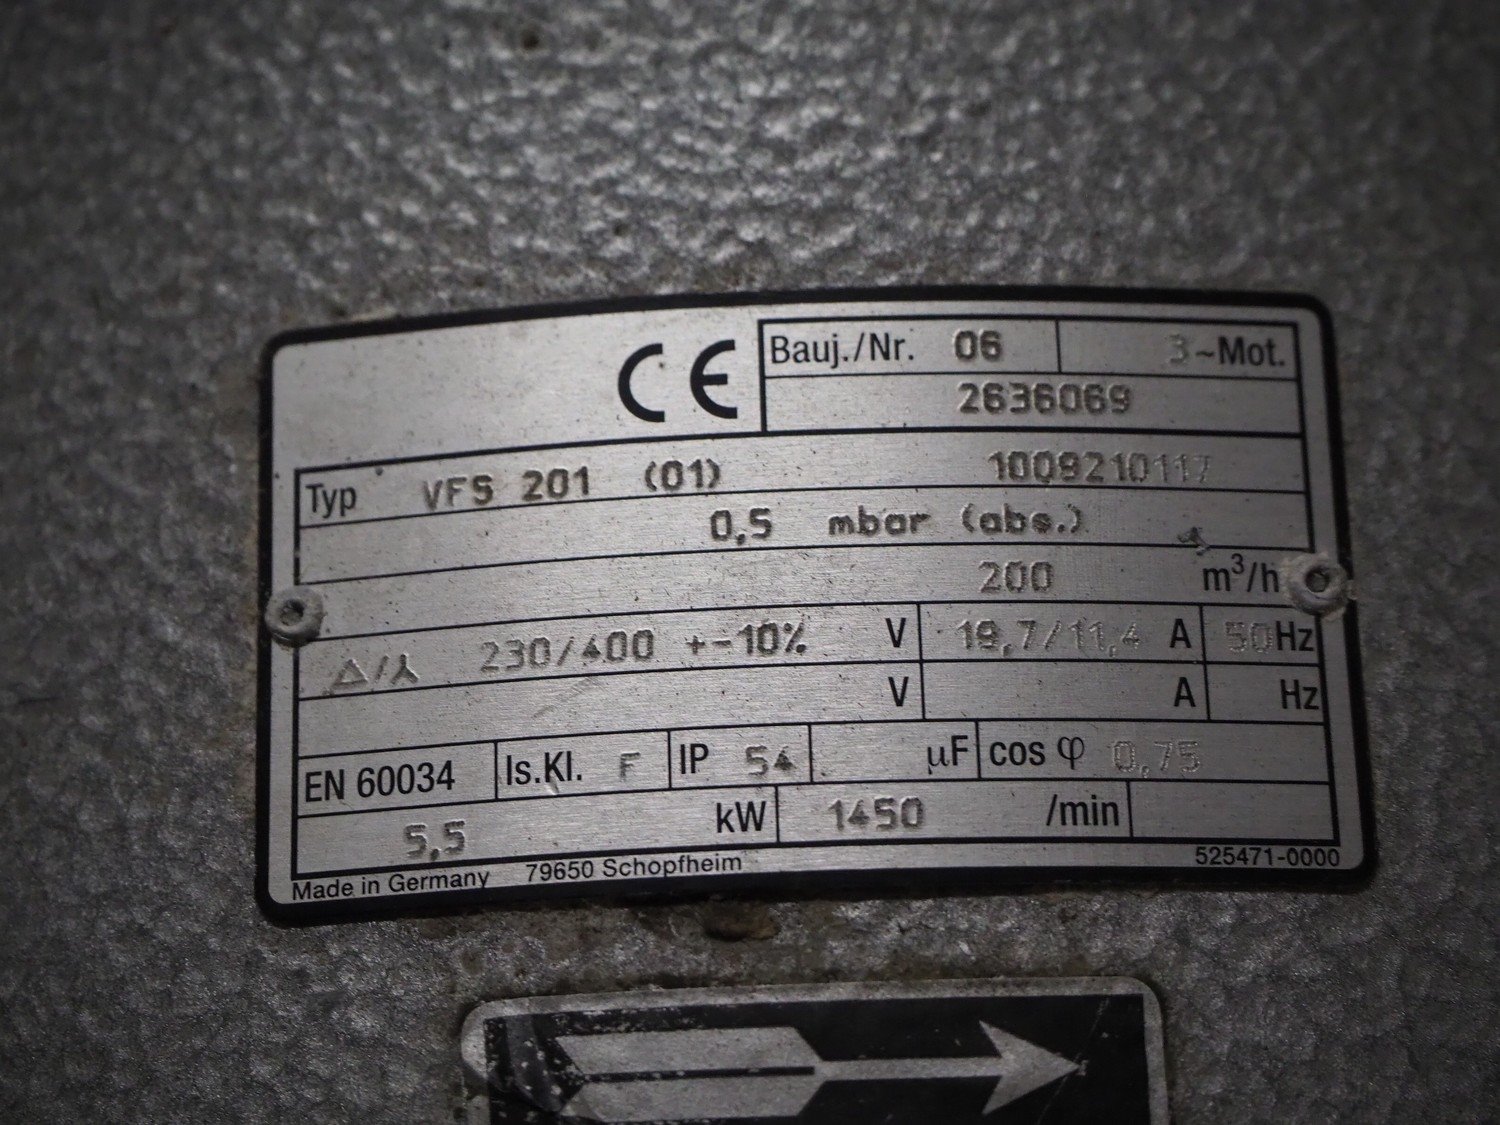 CE
Bauj./Nr. 06 3~Mot.
2636069
Typ VFS 201 (01) 1009210117
0,5 mbar (abs.)
200 m³/h
Δ/⅄ 230/400 +-10% V 19,7/11,4 A 50Hz
V A Hz
EN 60034 Is.Kl. F IP 54 µF cos φ 0,75
5,5 kW 1450 /min
Made in Germany 79650 Schopfheim 525471-0000